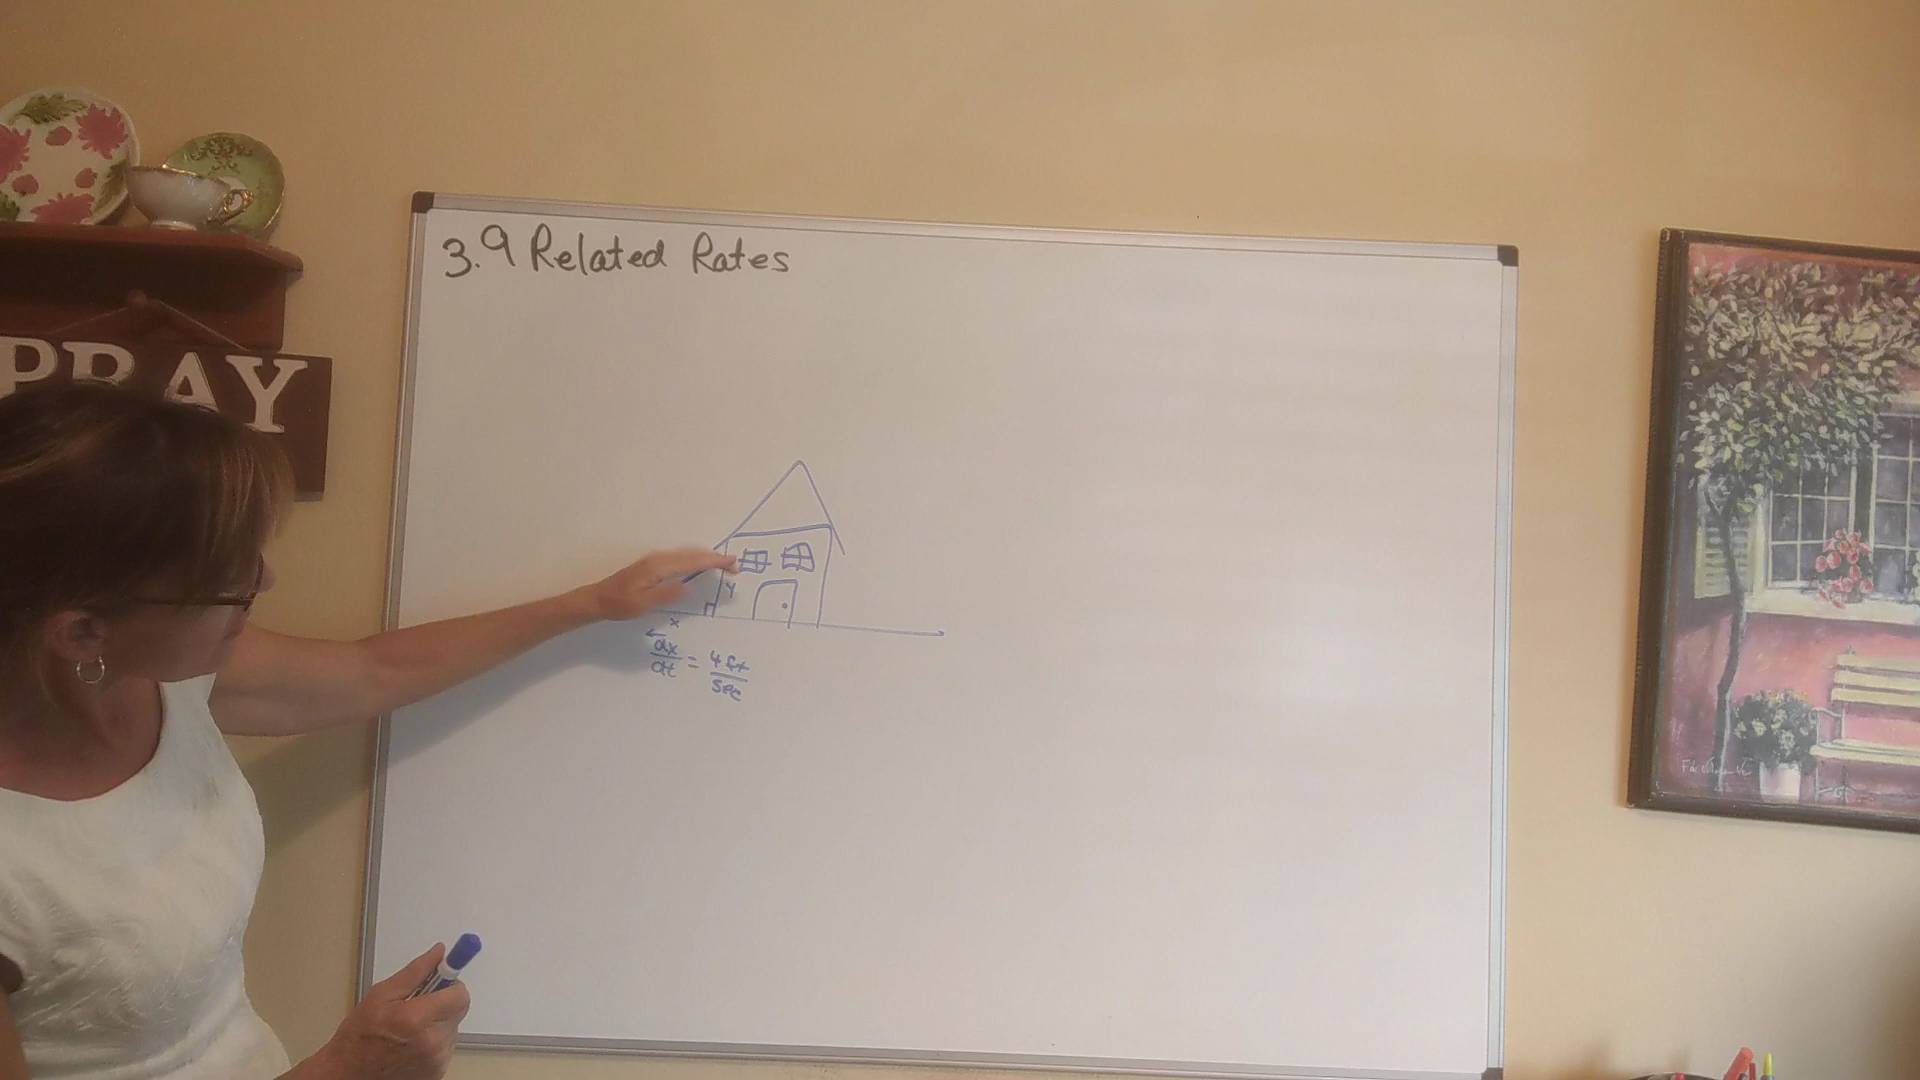 3.9 Related Rates
PRAY
y
x
dx/dt = 4 ft/sec